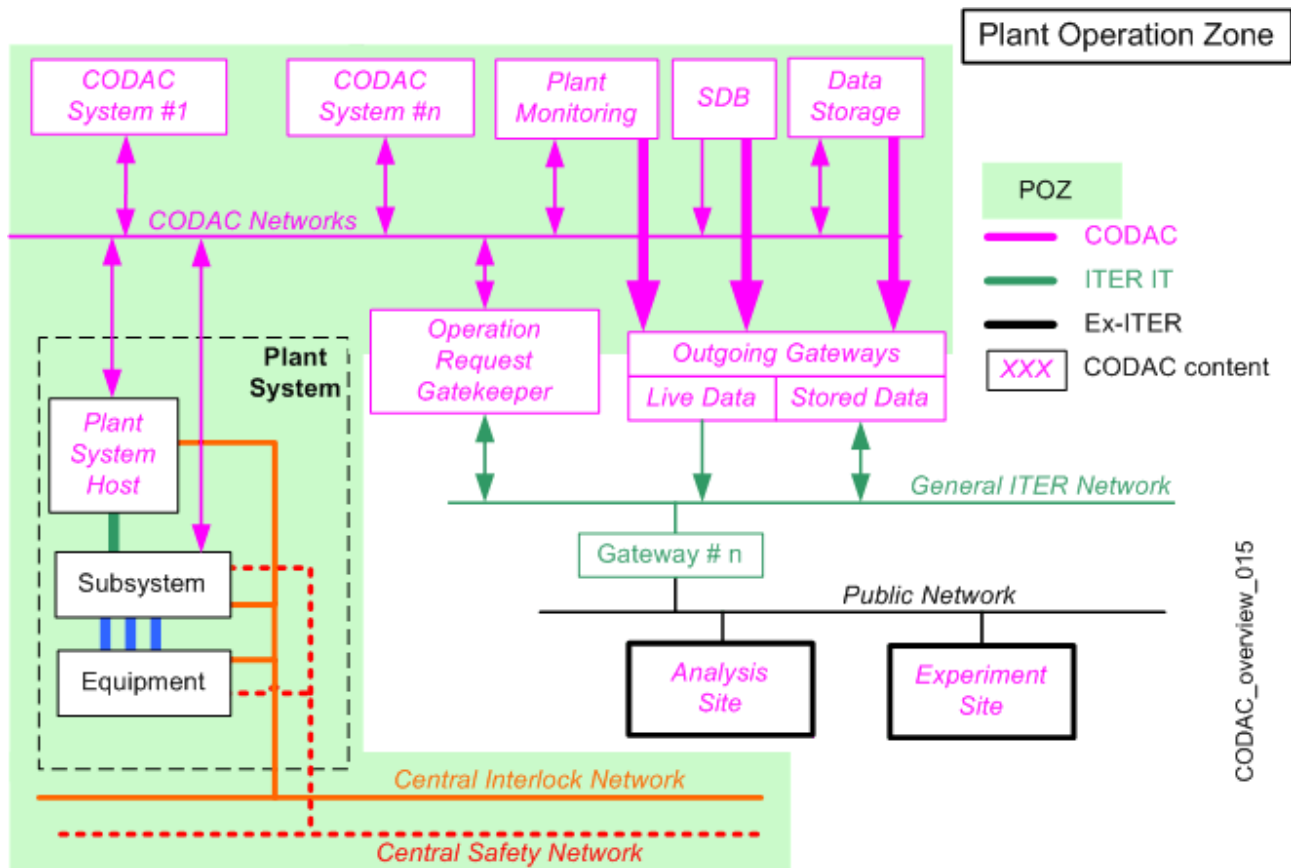 Plant Operation Zone
CODAC
System #1
CODAC
System #n
Plant
Monitoring
SDB
Data
Storage
POZ
CODAC
ITER IT
Ex-ITER
XXX
CODAC content
CODAC Networks
Plant
System
Operation
Request
Gatekeeper
Outgoing Gateways
Live Data
Stored Data
Plant
System
Host
General ITER Network
Subsystem
Gateway # n
Public Network
Equipment
Analysis
Site
Experiment
Site
CODAC_overview_015
Central Interlock Network
Central Safety Network